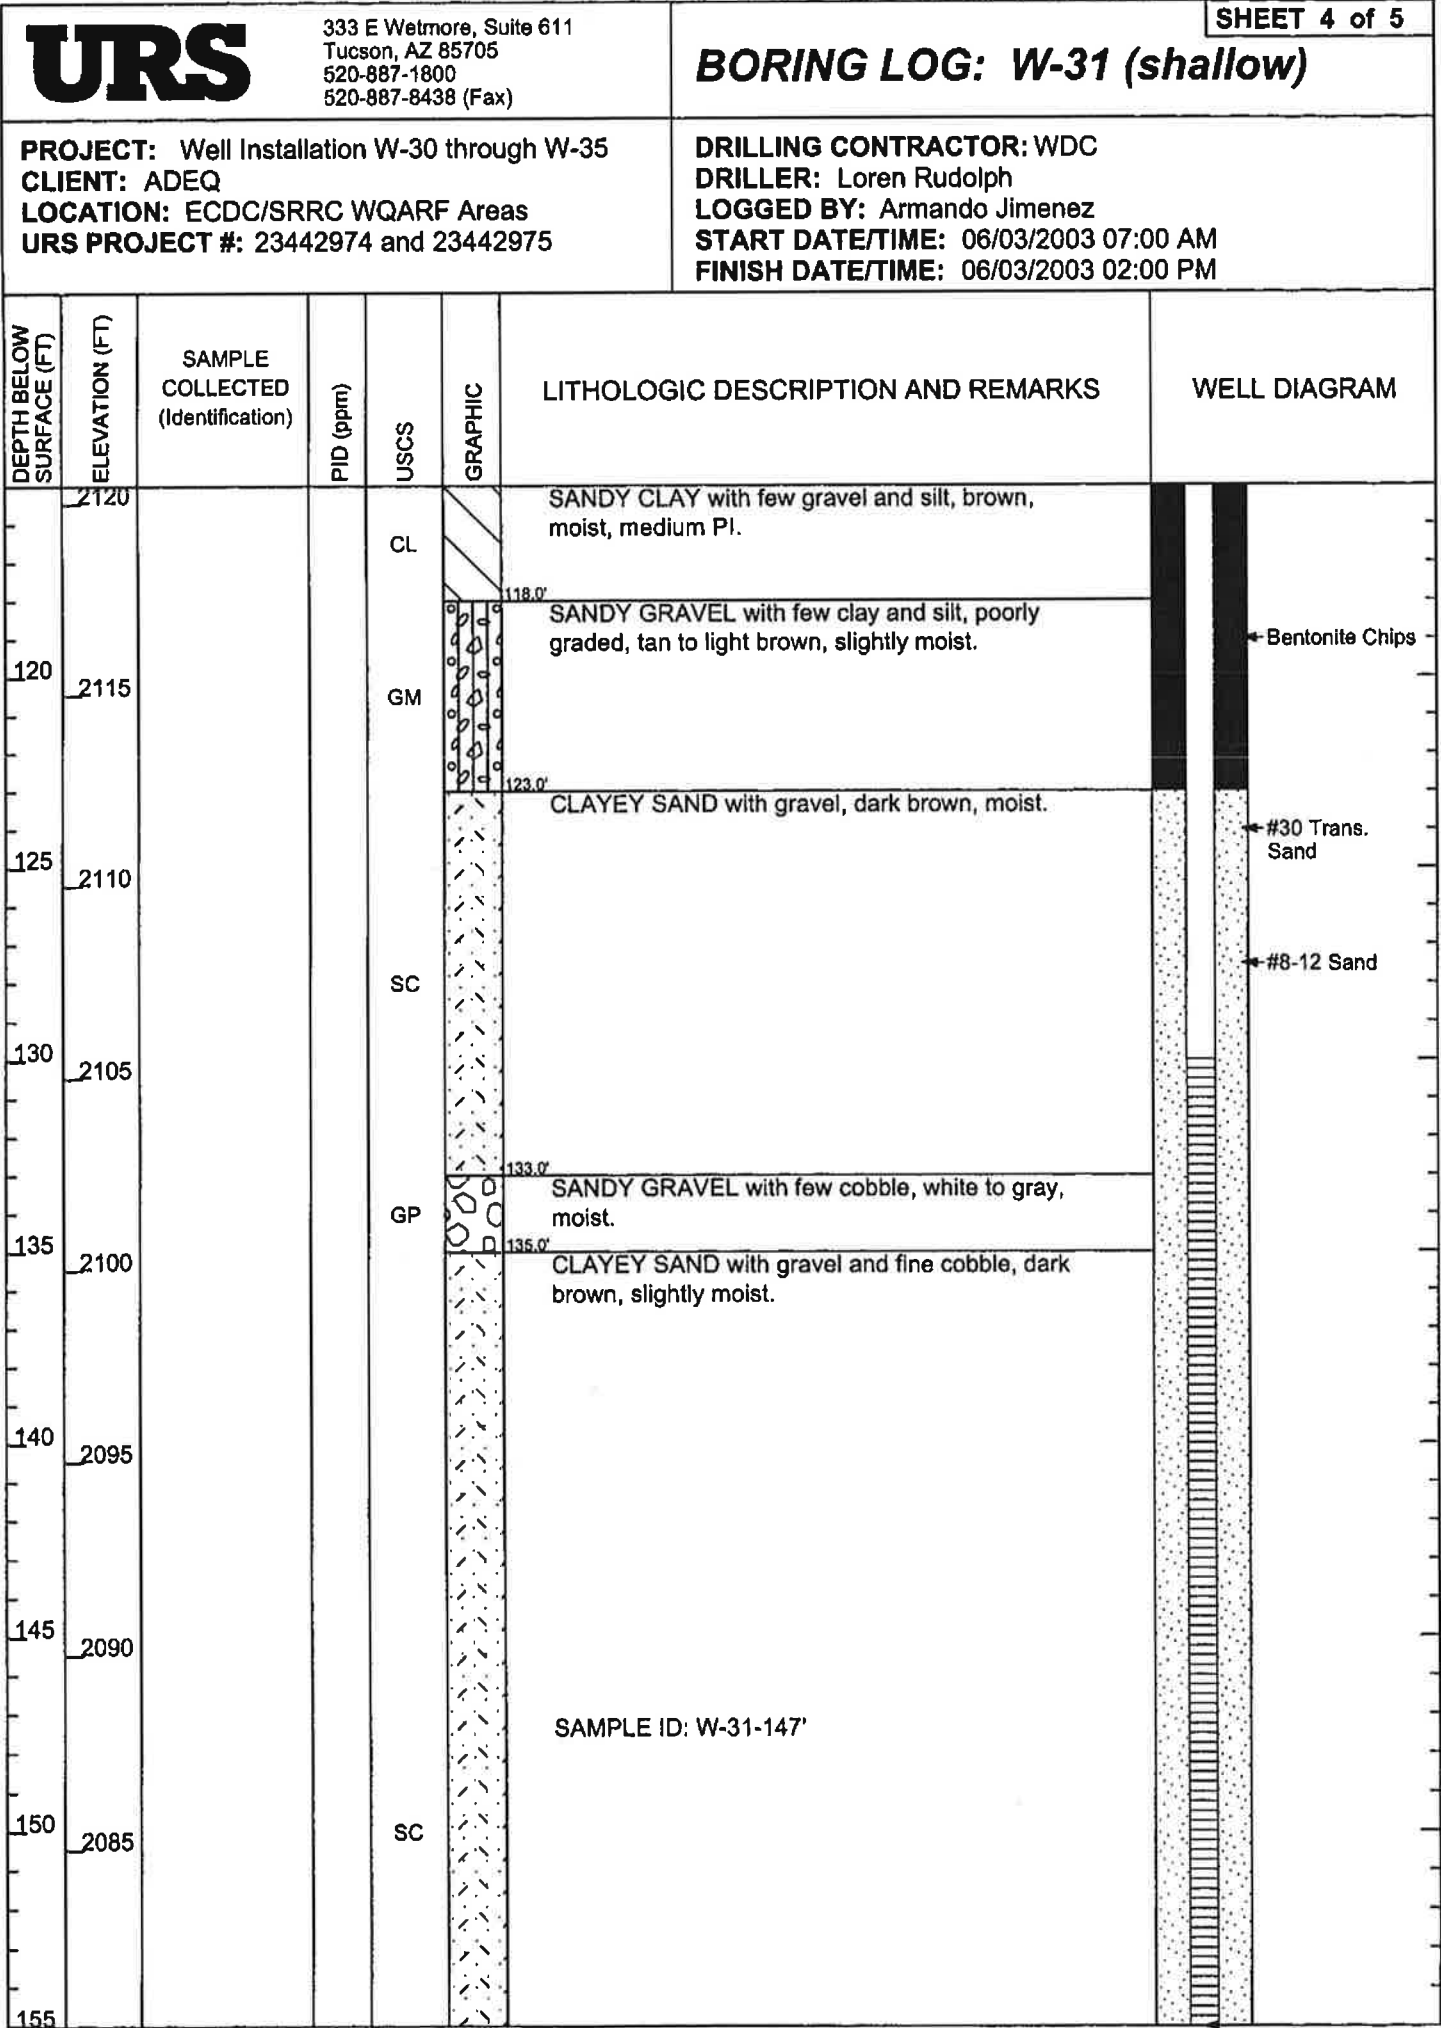 URS
333 E Wetmore, Suite 611
Tucson, AZ 85705
520-887-1800
520-887-8438 (Fax)
SHEET 4 of 5
BORING LOG: W-31 (shallow)
PROJECT: Well Installation W-30 through W-35
CLIENT: ADEQ
LOCATION: ECDC/SRRC WQARF Areas
URS PROJECT #: 23442974 and 23442975
DRILLING CONTRACTOR: WDC
DRILLER: Loren Rudolph
LOGGED BY: Armando Jimenez
START DATE/TIME: 06/03/2003 07:00 AM
FINISH DATE/TIME: 06/03/2003 02:00 PM
DEPTH BELOW
SURFACE (FT)
ELEVATION (FT)
SAMPLE
COLLECTED
(Identification)
PID (ppm)
USCS
GRAPHIC
LITHOLOGIC DESCRIPTION AND REMARKS
WELL DIAGRAM
2120
SANDY CLAY with few gravel and silt, brown,
moist, medium PI.
CL
118.0'
SANDY GRAVEL with few clay and silt, poorly
graded, tan to light brown, slightly moist.
Bentonite Chips
120
2115
GM
123.0'
CLAYEY SAND with gravel, dark brown, moist.
#30 Trans.
Sand
125
2110
#8-12 Sand
SC
130
2105
133.0'
SANDY GRAVEL with few cobble, white to gray,
moist.
GP
135
135.0'
2100
CLAYEY SAND with gravel and fine cobble, dark
brown, slightly moist.
140
2095
145
2090
SAMPLE ID: W-31-147'
150
2085
SC
155